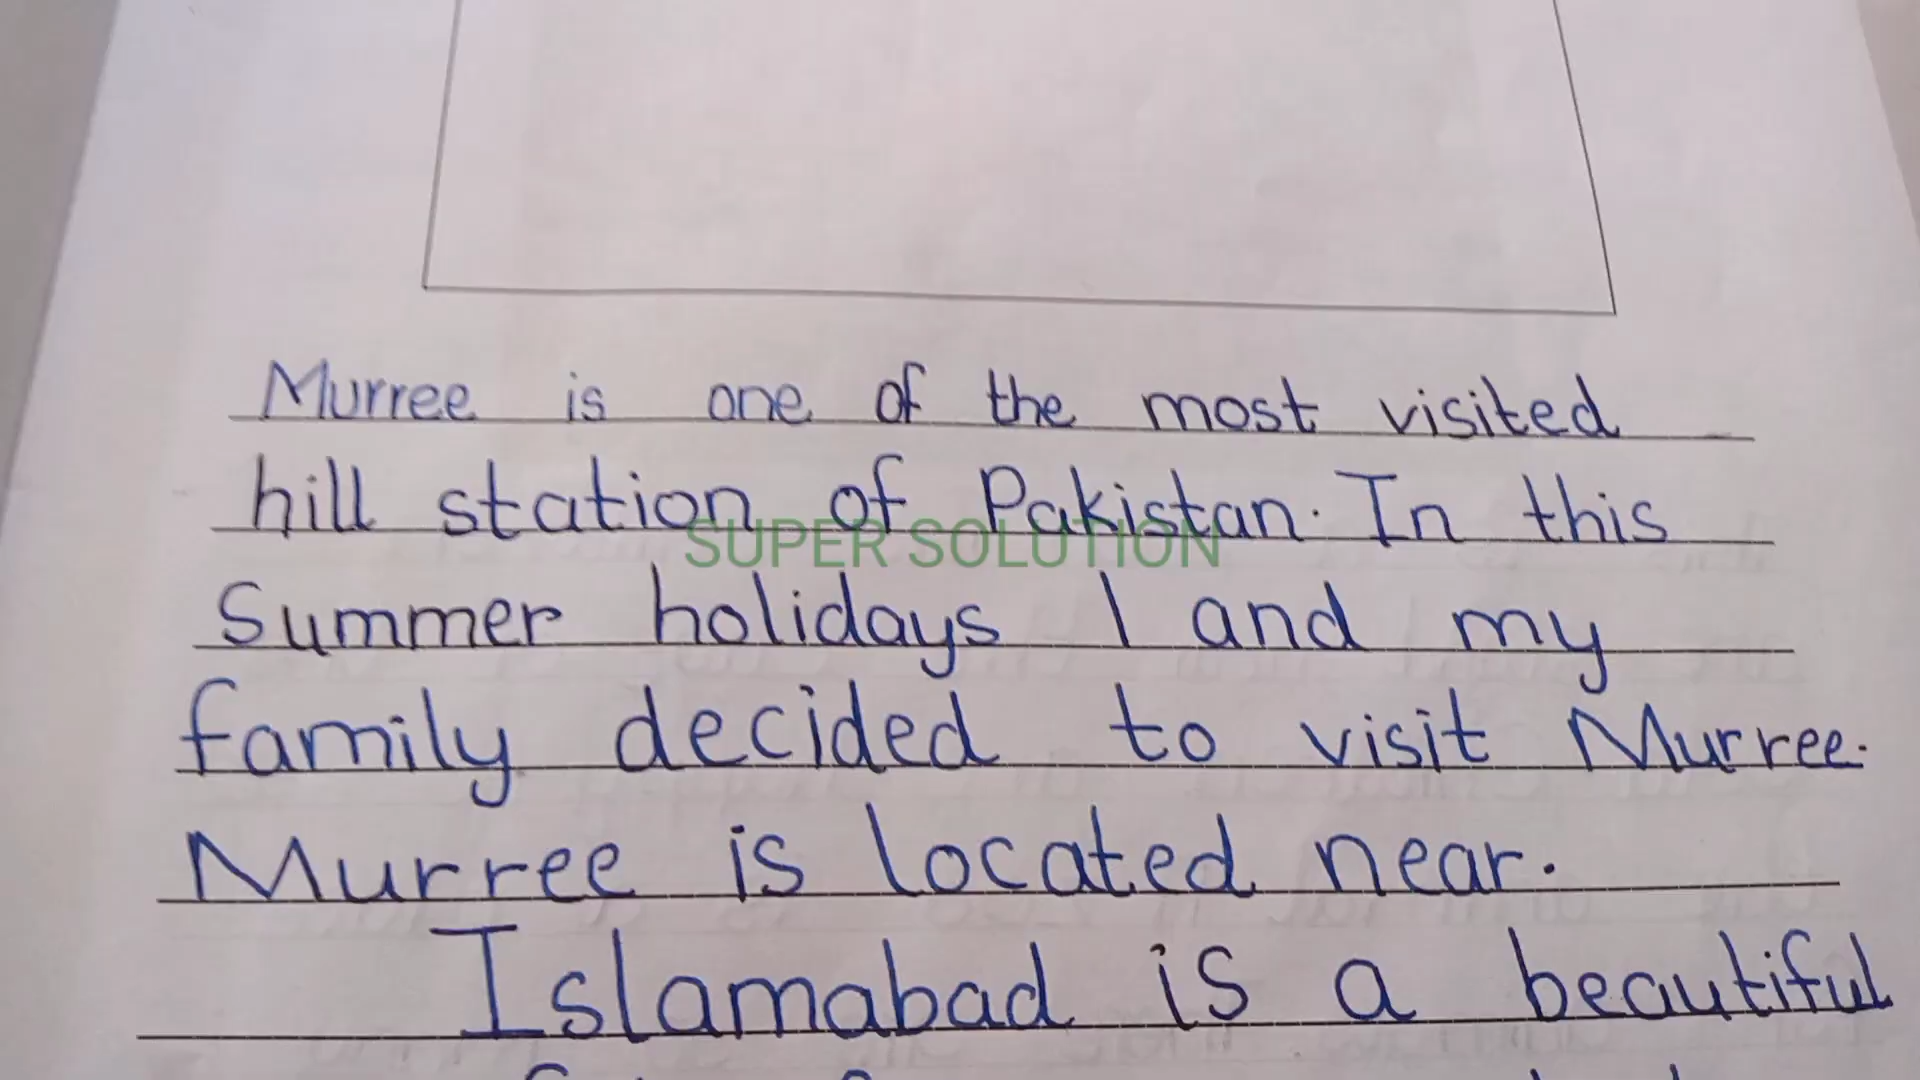 Murree is one of the most visited
hill station of Pakistan. In this
SUPER SOLUTION
Summer holidays I and my
family decided to visit Murree.
Murree is located near.
Islamabad is a beautiful